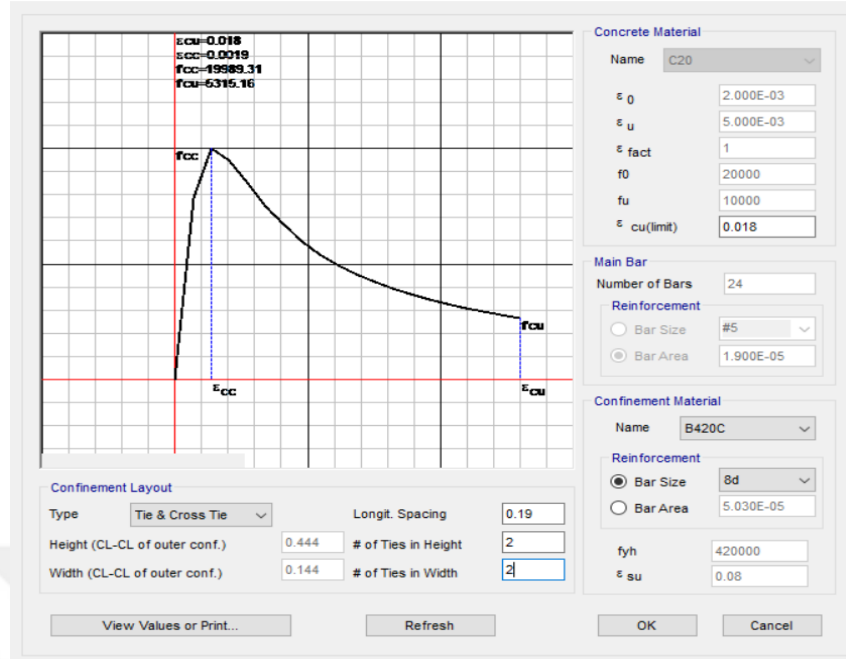 εcu=0.018
εcc=0.0019
fcc=19989.31
fcu=5315.16
fcc
fcu
εcc
εcu
Concrete Material
Name C20
ε 0 2.000E-03
ε u 5.000E-03
ε fact 1
f0 20000
fu 10000
ε cu(limit) 0.018
Main Bar
Number of Bars 24
Reinforcement
Bar Size #5
Bar Area 1.900E-05
Confinement Material
Name B420C
Reinforcement
Bar Size 8d
Bar Area 5.030E-05
fyh 420000
ε su 0.08
Confinement Layout
Type Tie & Cross Tie Longit. Spacing 0.19
Height (CL-CL of outer conf.) 0.444 # of Ties in Height 2
Width (CL-CL of outer conf.) 0.144 # of Ties in Width 2
View Values or Print... Refresh OK Cancel